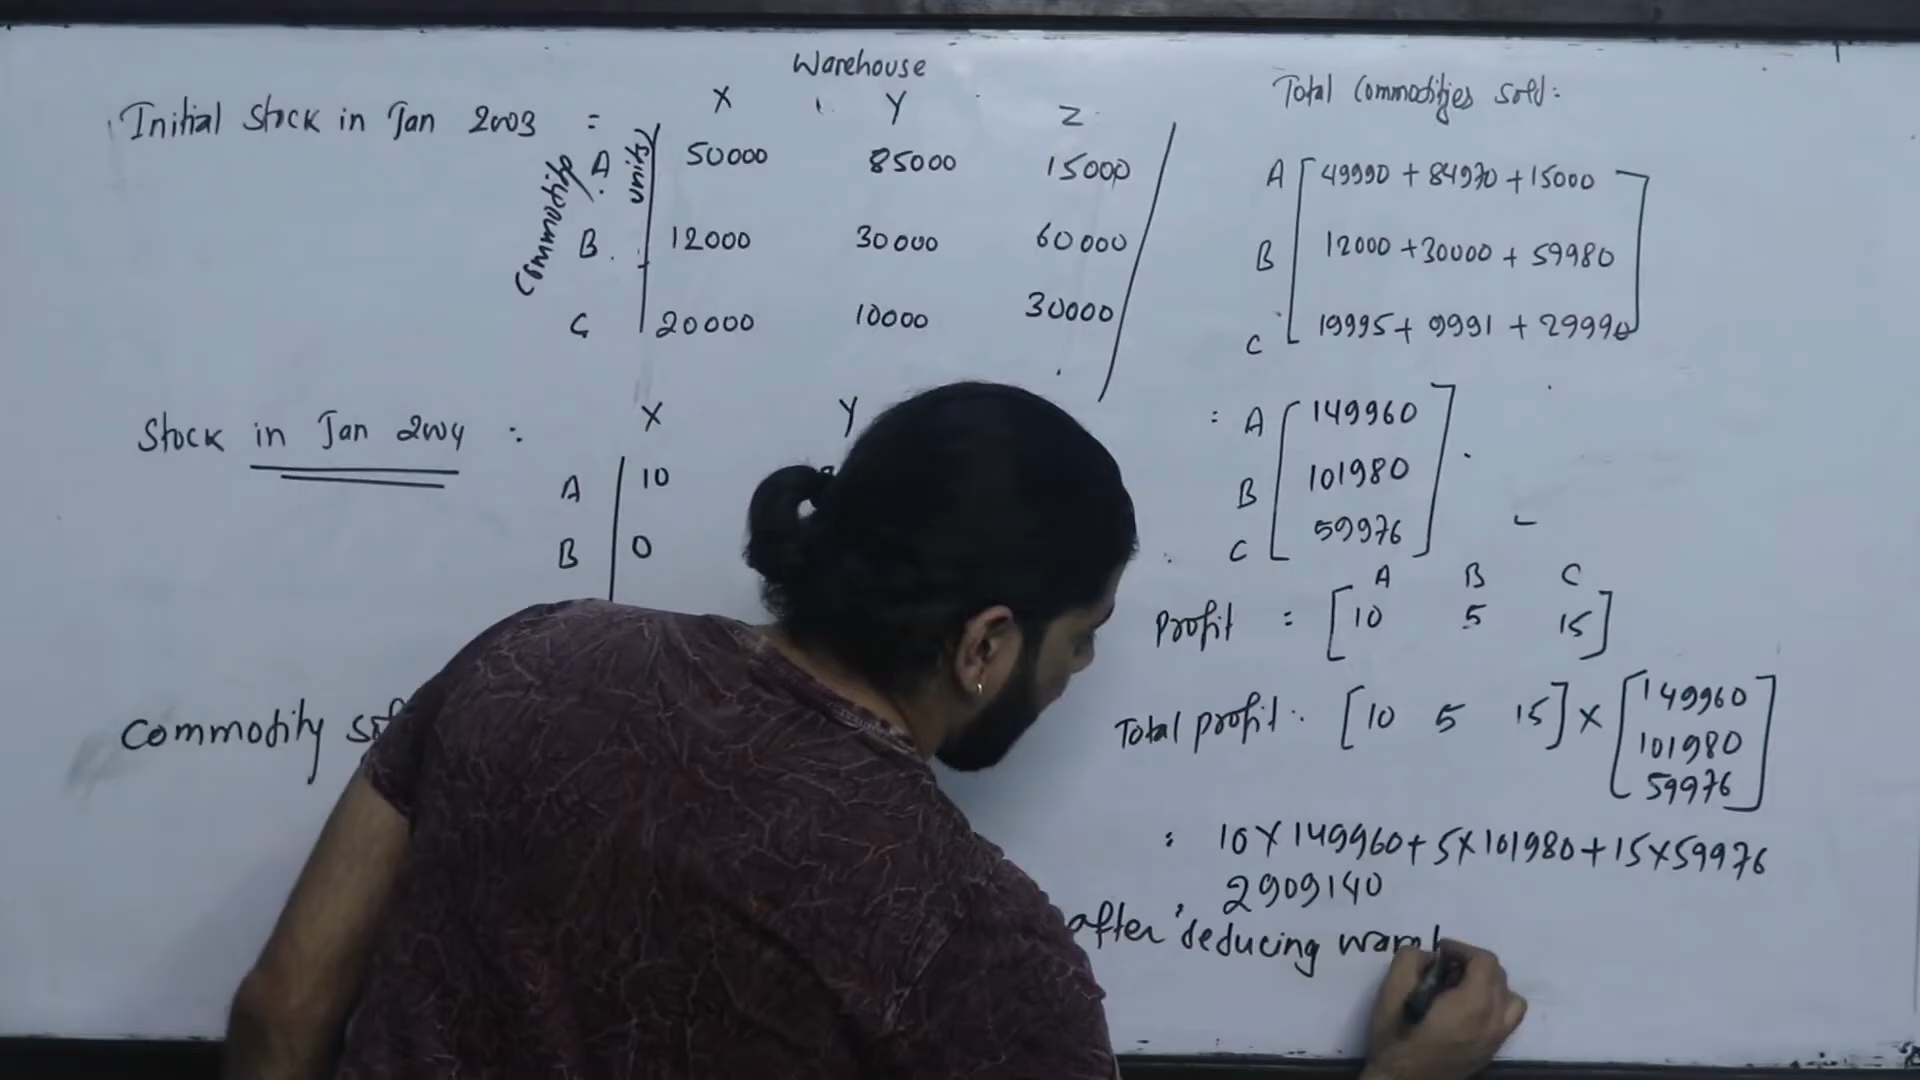 Warehouse
Initial Stock in Jan 2003 =
X Y Z
Commodity (units)
A 50000 85000 15000
B 12000 30000 60000
C 20000 10000 30000
Stock in Jan 2004 :
X Y
A 10
B 0
Commodity
Total Commodities sold:
A [ 49990 + 84970 + 15000 ]
B 12000 + 30000 + 59980
C 19995 + 9991 + 29990
: A [ 149960 ]
B 101980
C 59976
A B C
Profit : [ 10 5 15 ]
Total profit : [ 10 5 15 ] × [ 149960
101980
59976 ]
: 10 × 149960 + 5 × 101980 + 15 × 59976
2909140
after deducing